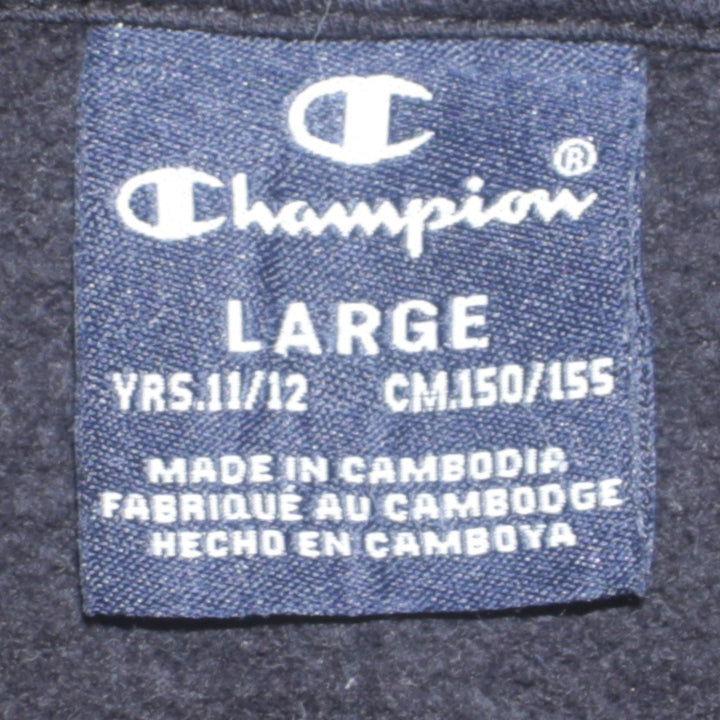 Champion®
LARGE
YRS.11/12 CM.150/155
MADE IN CAMBODIA
FABRIQUÉ AU CAMBODGE
HECHO EN CAMBOYA